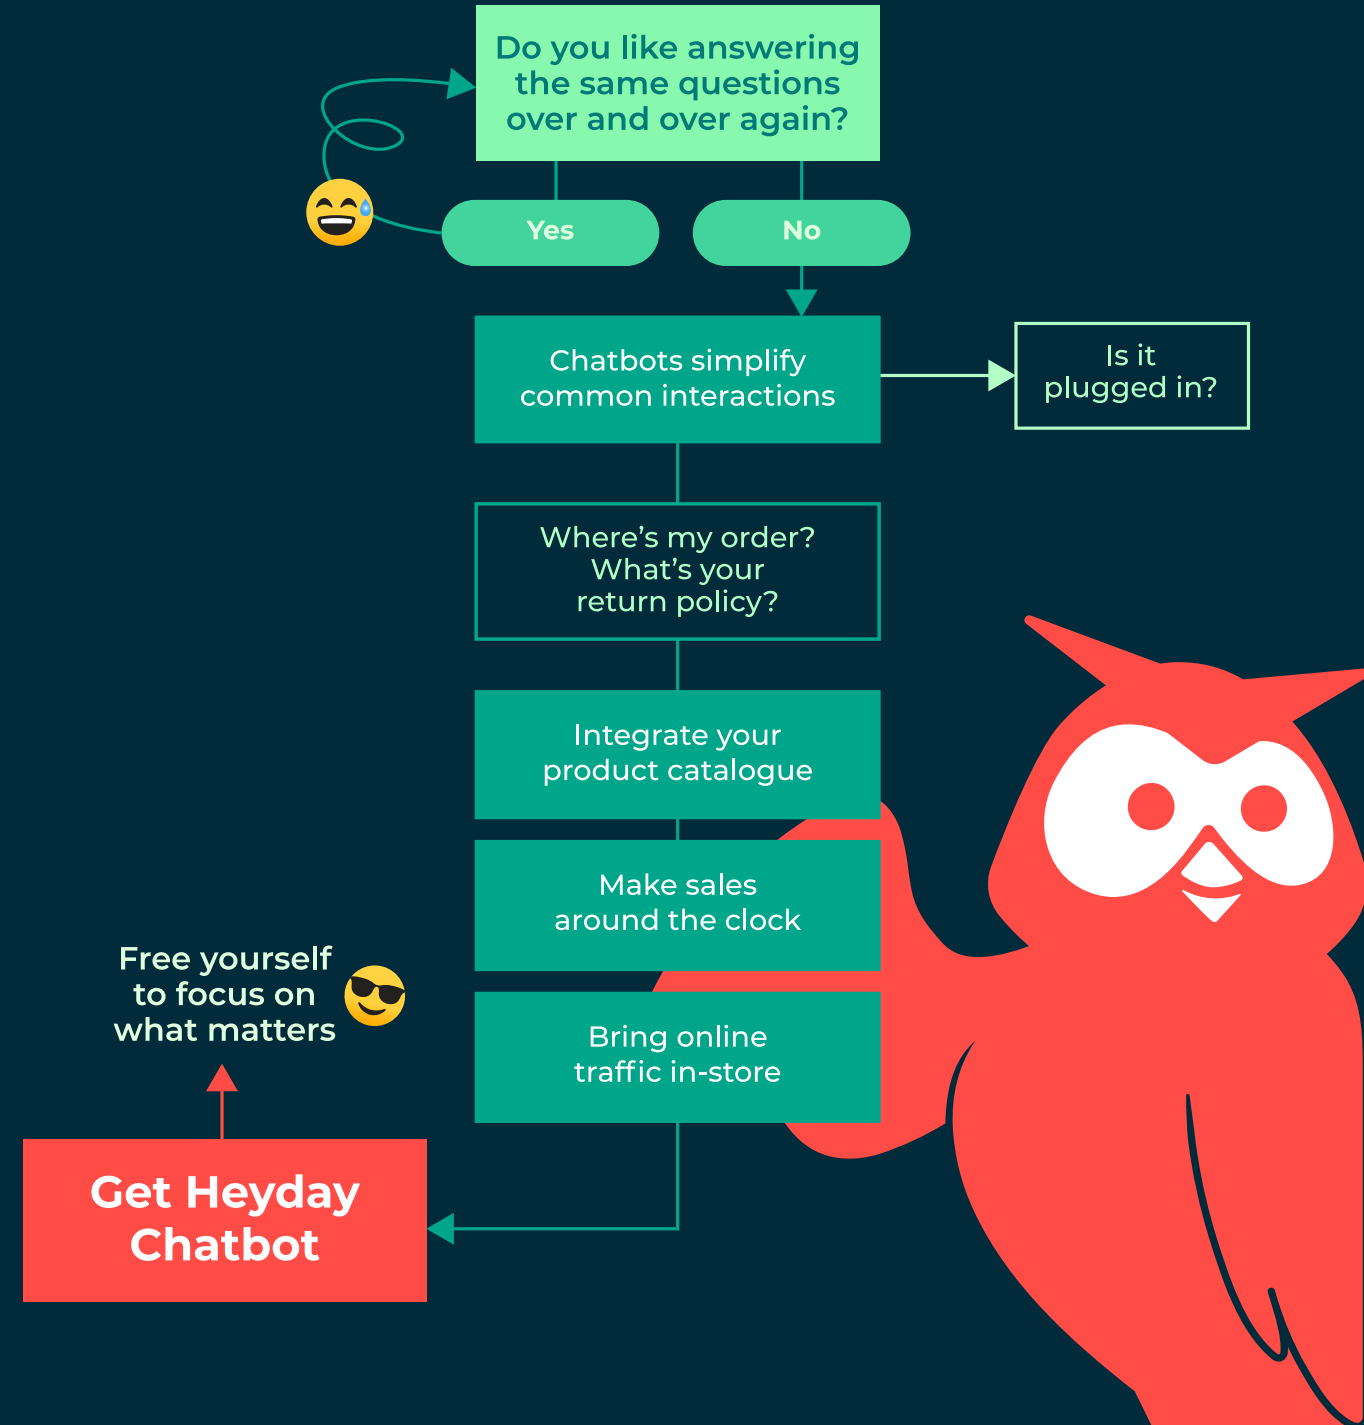 Do you like answering
the same questions
over and over again?
Yes
No
Chatbots simplify
common interactions
Is it
plugged in?
Where’s my order?
What’s your
return policy?
Integrate your
product catalogue
Make sales
around the clock
Bring online
traffic in-store
Get Heyday
Chatbot
Free yourself
to focus on
what matters